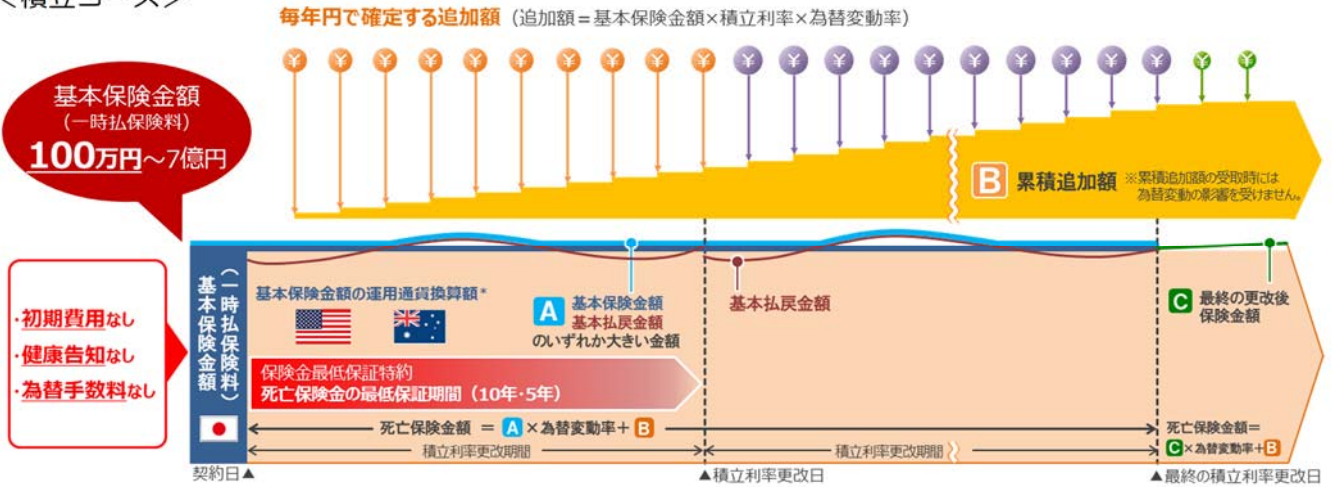 ＜積立コース＞
毎年円で確定する追加額（追加額＝基本保険金額×積立利率×為替変動率）
¥ ¥ ¥ ¥ ¥ ¥ ¥ ¥ ¥ ¥ ¥ ¥ ¥ ¥ ¥ ¥ ¥ ¥ ¥ ¥ ¥ ¥
基本保険金額
（一時払保険料）
100万円～7億円
B 累積追加額 ※累積追加額の受取時には
為替変動の影響を受けません。
・初期費用なし
・健康告知なし
・為替手数料なし
基本保険金額
（一時払保険料）
基本保険金額の運用通貨換算額*
A 基本保険金額
基本払戻金額
のいずれか大きい金額
基本払戻金額
C 最終の更改後
保険金額
保険金最低保証特約
死亡保険金の最低保証期間（10年・5年）
死亡保険金額 ＝ A×為替変動率＋B
死亡保険金額＝
C×為替変動率＋B
積立利率更改期間
積立利率更改期間
契約日▲
▲積立利率更改日
▲最終の積立利率更改日